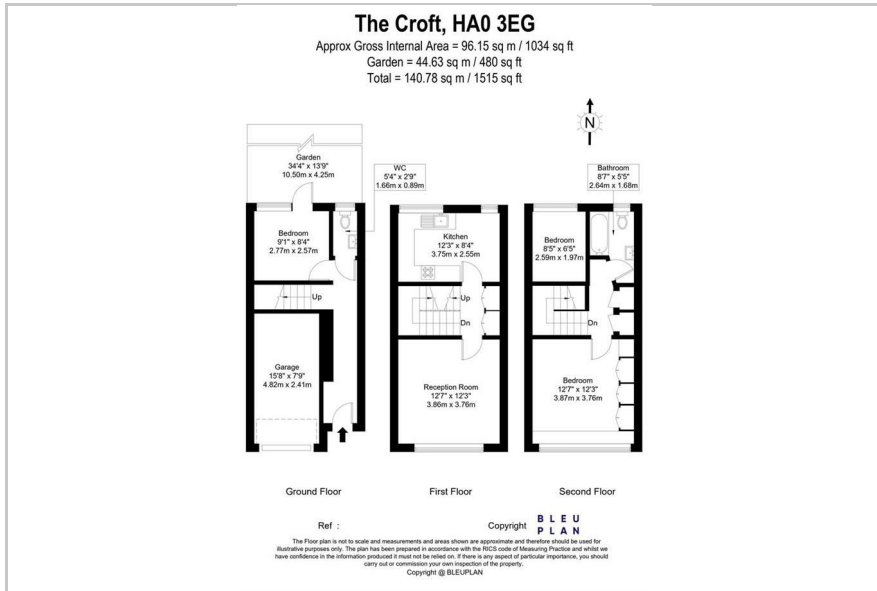 The Croft, HA0 3EG
Approx Gross Internal Area = 96.15 sq m / 1034 sq ft
Garden = 44.63 sq m / 480 sq ft
Total = 140.78 sq m / 1515 sq ft
N
Garden
34'4" x 13'9"
10.50m x 4.25m
WC
5'4" x 2'9"
1.66m x 0.89m
Bedroom
9'1" x 8'4"
2.77m x 2.57m
Up
Garage
15'8" x 7'9"
4.82m x 2.41m
Ground Floor
Kitchen
12'3" x 8'4"
3.75m x 2.55m
Up
Dn
Reception Room
12'7" x 12'3"
3.86m x 3.76m
First Floor
Bathroom
8'7" x 5'5"
2.64m x 1.68m
Bedroom
8'5" x 6'5"
2.59m x 1.97m
Dn
Bedroom
12'7" x 12'3"
3.87m x 3.76m
Second Floor
Ref :
Copyright
BLEU
PLAN
The Floor plan is not to scale and measurements and areas shown are approximate and therefore should be used for
illustrative purposes only. The plan has been prepared in accordance with the RICS code of Measuring Practice and whilst we
have confidence in the information produced it must not be relied on. If there is any aspect of particular importance, you should
carry out or commission your own inspection of the property.
Copyright @ BLEUPLAN